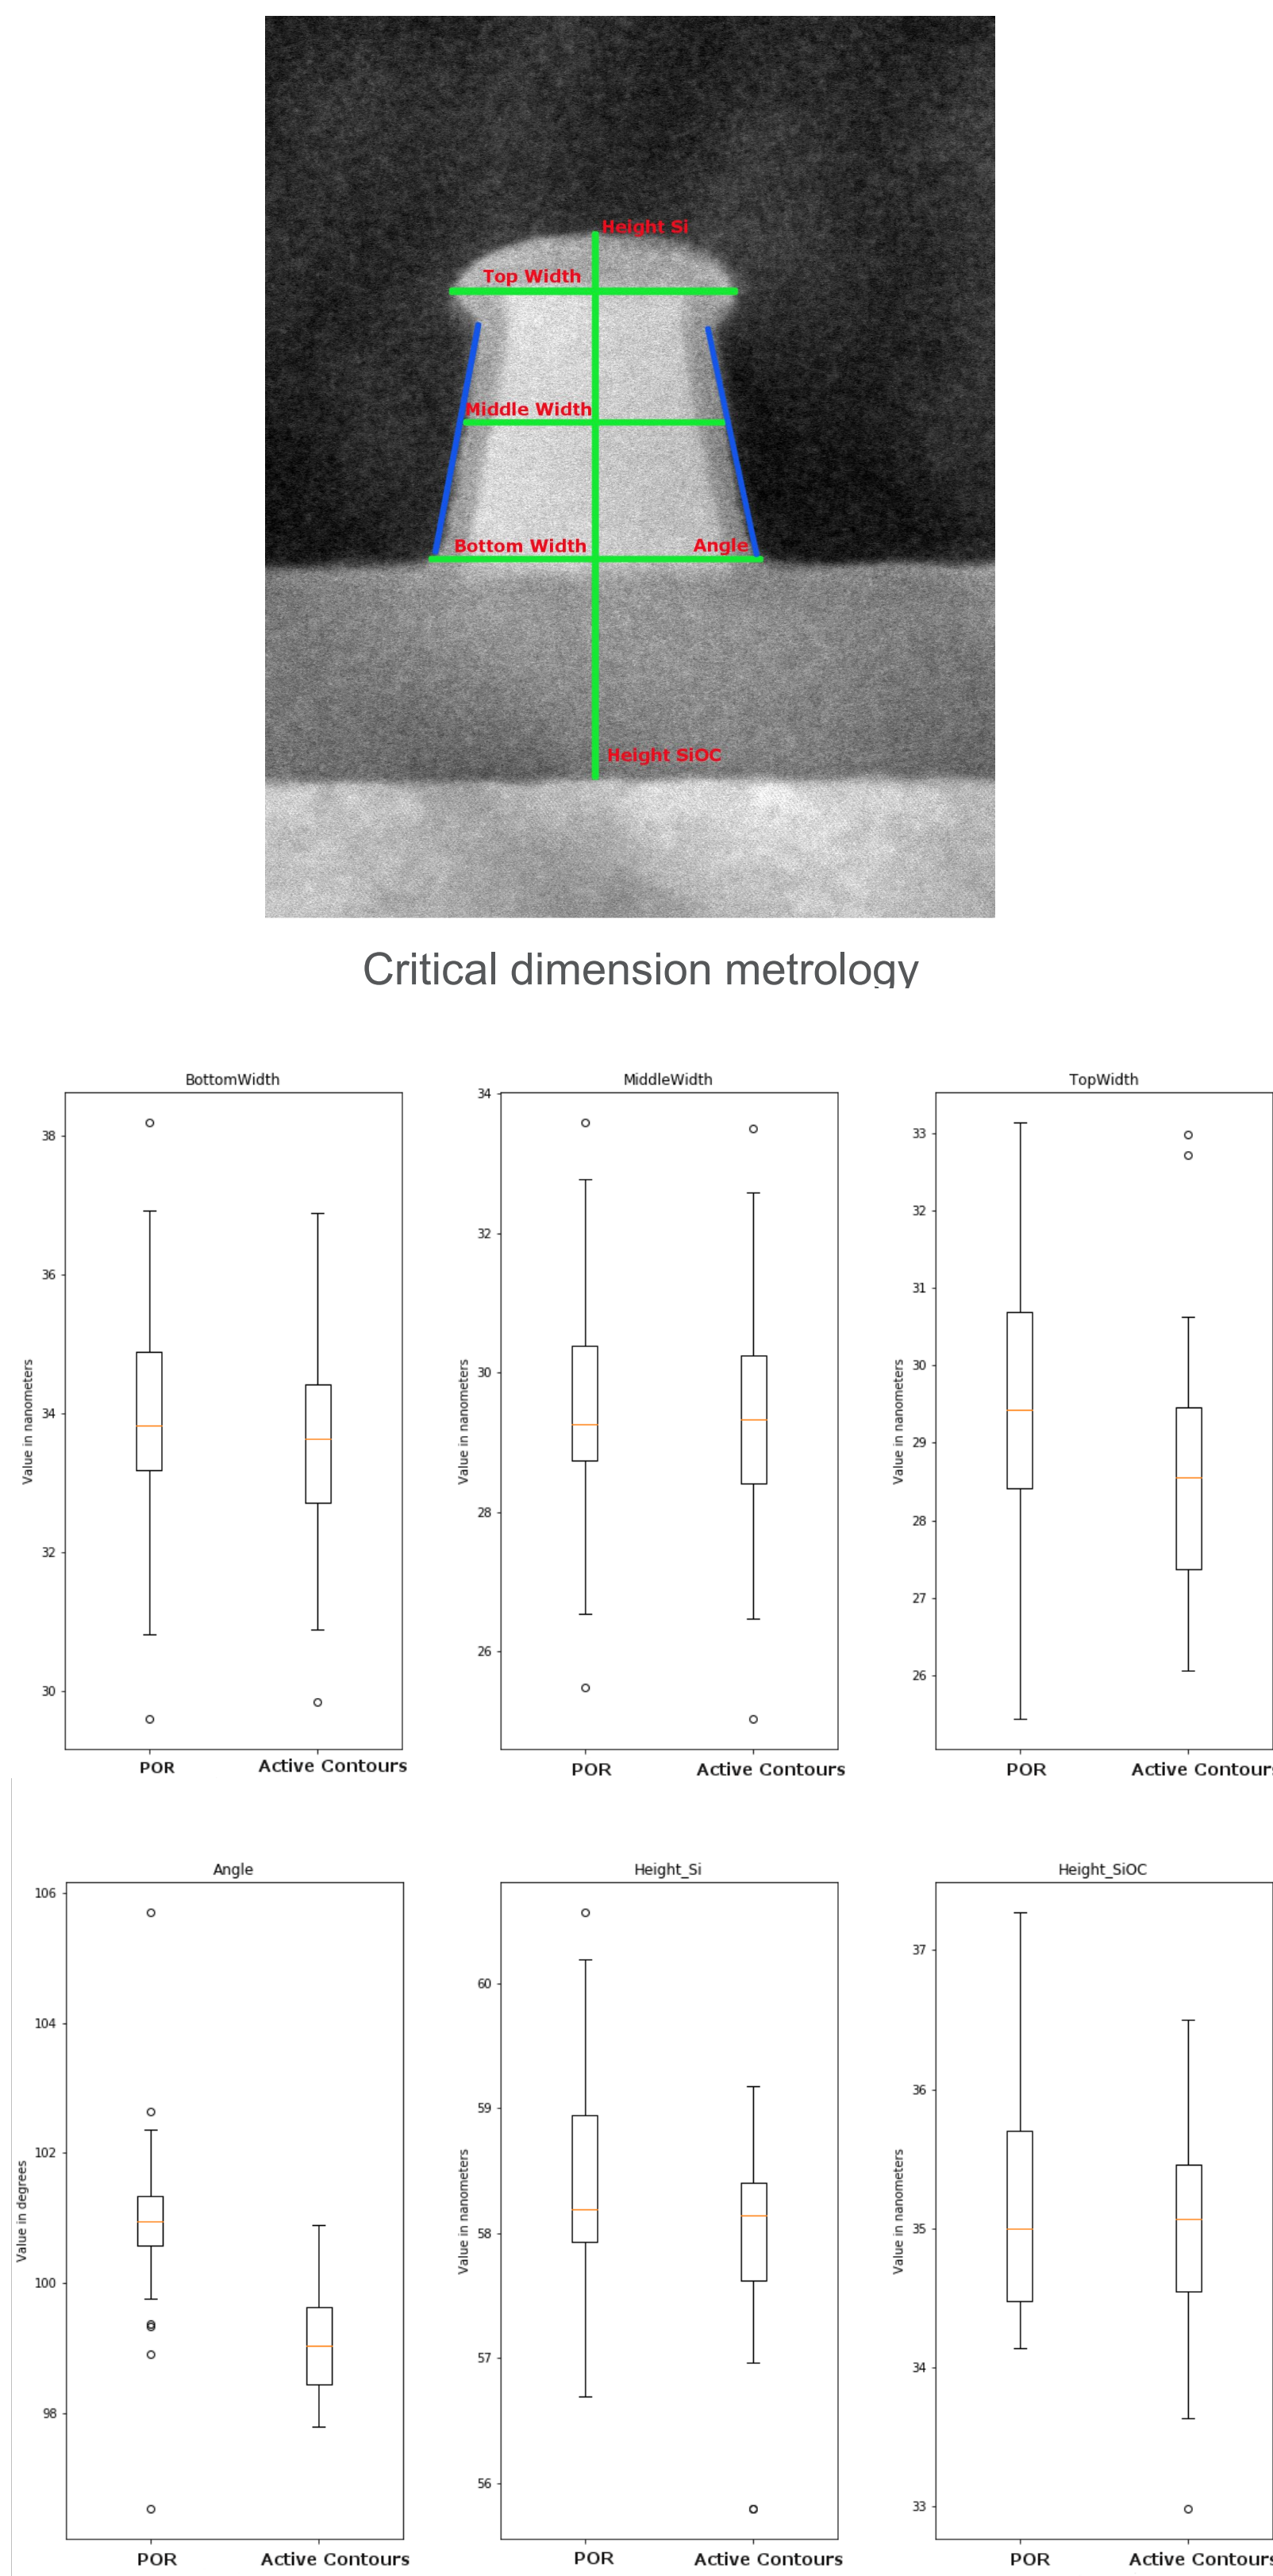 Height Si
Top Width
Middle Width
Bottom Width
Angle
Height SiOC
Critical dimension metrology
BottomWidth
MiddleWidth
TopWidth
38
36
34
32
30
Value in nanometers
POR
Active Contours
34
32
30
28
26
Value in nanometers
POR
Active Contours
33
32
31
30
29
28
27
26
Value in nanometers
POR
Active Contours
Angle
Height_Si
Height_SiOC
106
104
102
100
98
Value in degrees
POR
Active Contours
60
59
58
57
56
Value in nanometers
POR
Active Contours
37
36
35
34
33
Value in nanometers
POR
Active Contours